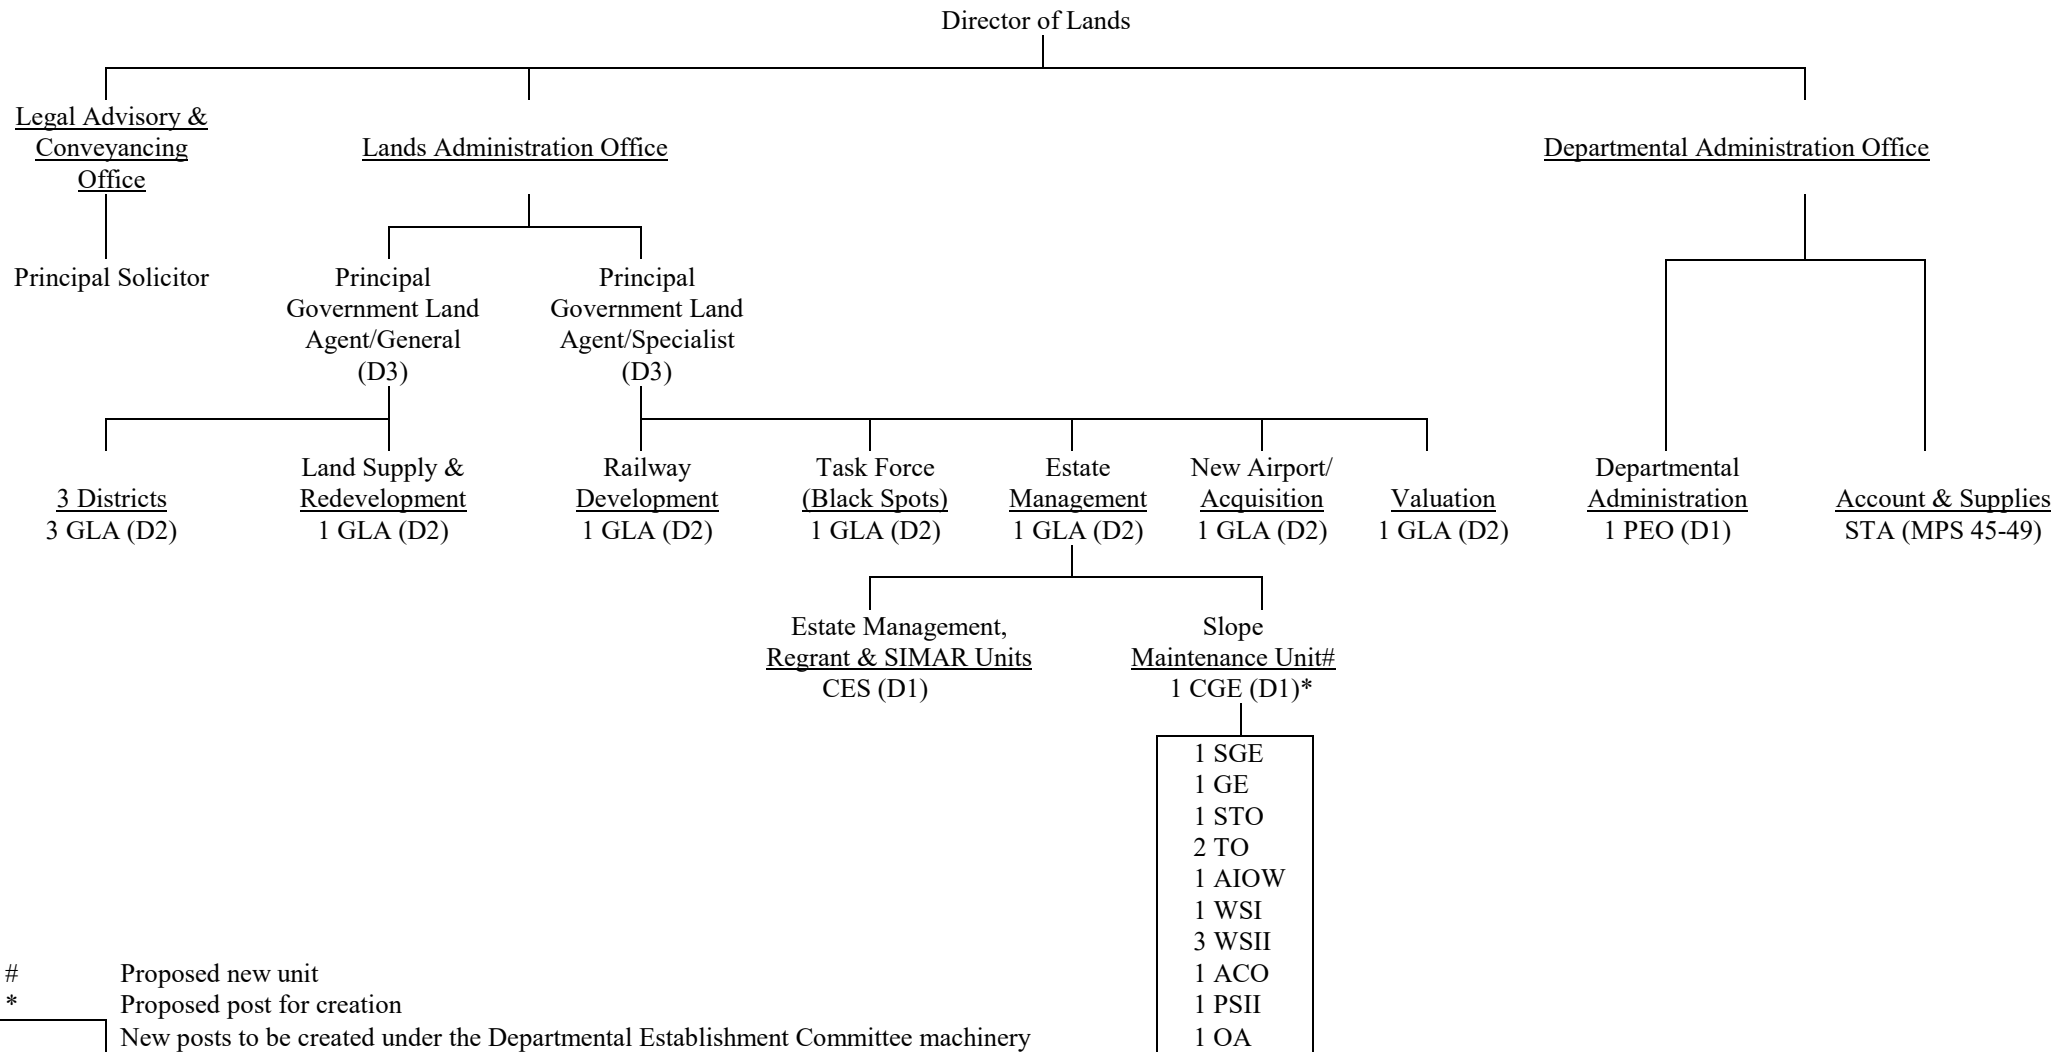 Director of Lands
Legal Advisory &
Conveyancing
Office
Lands Administration Office
Departmental Administration Office
Principal Solicitor
Principal
Government Land
Agent/General
(D3)
Principal
Government Land
Agent/Specialist
(D3)
3 Districts
3 GLA (D2)
Land Supply &
Redevelopment
1 GLA (D2)
Railway
Development
1 GLA (D2)
Task Force
(Black Spots)
1 GLA (D2)
Estate
Management
1 GLA (D2)
New Airport/
Acquisition
1 GLA (D2)
Valuation
1 GLA (D2)
Departmental
Administration
1 PEO (D1)
Account & Supplies
STA (MPS 45-49)
Estate Management,
Regrant & SIMAR Units
CES (D1)
Slope
Maintenance Unit#
1 CGE (D1)*
1 SGE
1 GE
1 STO
2 TO
1 AIOW
1 WSI
3 WSII
1 ACO
1 PSII
1 OA
# Proposed new unit
* Proposed post for creation
New posts to be created under the Departmental Establishment Committee machinery